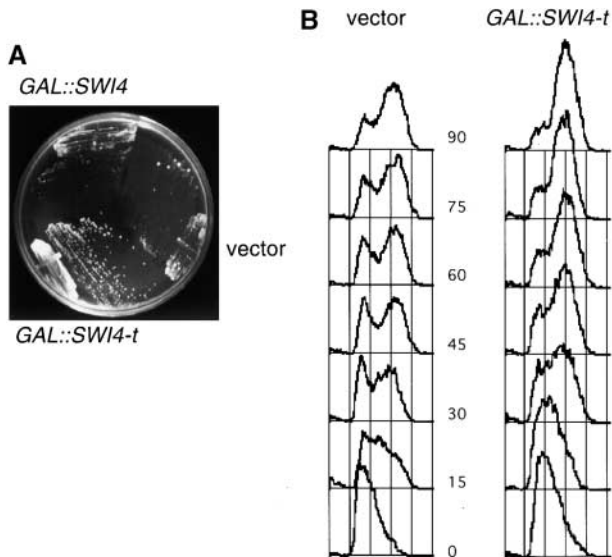 A
GAL::SWI4
vector
GAL::SWI4-t
B
vector
GAL::SWI4-t
90
75
60
45
30
15
0